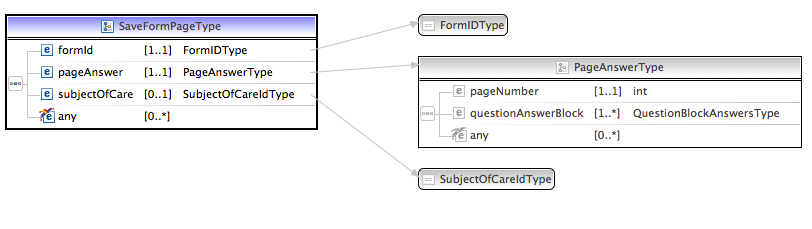 SaveFormPageType
formId [1..1] FormIDType
pageAnswer [1..1] PageAnswerType
subjectOfCare [0..1] SubjectOfCareIdType
any [0..*]
FormIDType
PageAnswerType
pageNumber [1..1] int
questionAnswerBlock [1..*] QuestionBlockAnswersType
any [0..*]
SubjectOfCareIdType